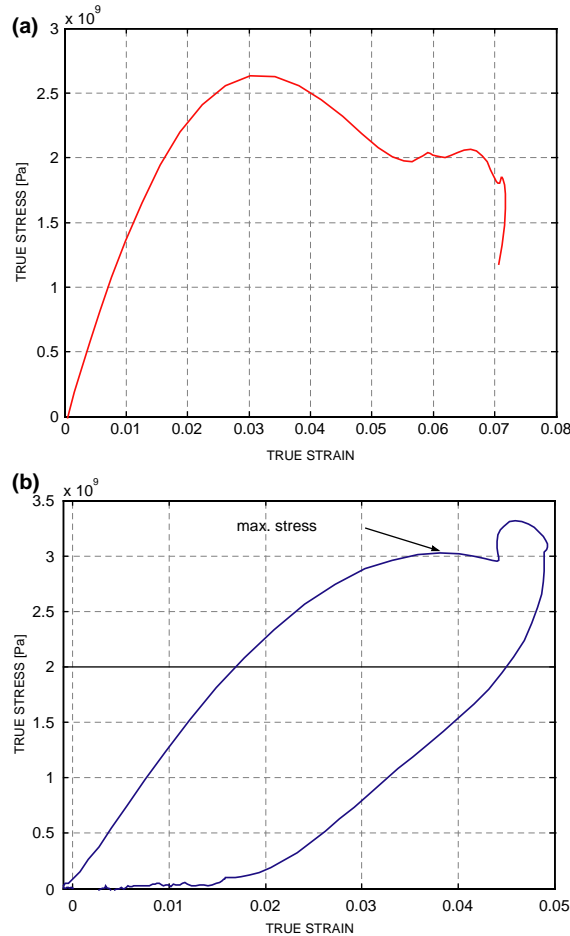 (a)
x 10^9
3
2.5
2
1.5
1
0.5
0
TRUE STRESS [Pa]
0 0.01 0.02 0.03 0.04 0.05 0.06 0.07 0.08
TRUE STRAIN
(b)
x 10^9
3.5
3
2.5
2
1.5
1
0.5
0
TRUE STRESS [Pa]
max. stress
0 0.01 0.02 0.03 0.04 0.05
TRUE STRAIN